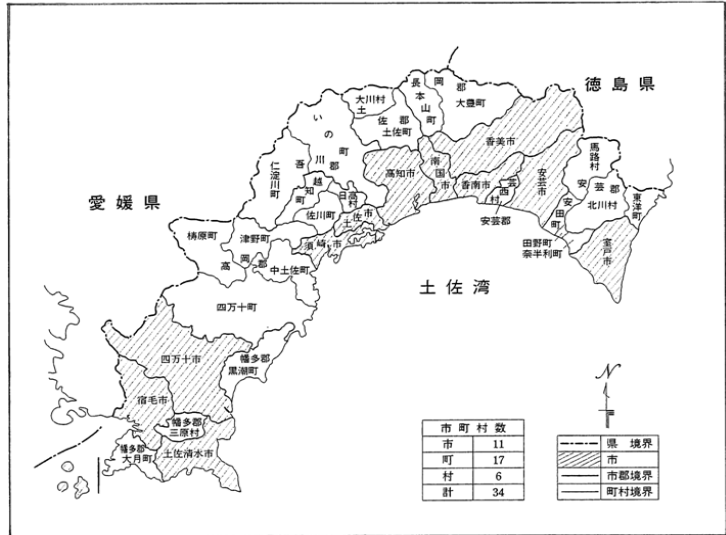 徳島県
愛媛県
土佐湾
岡郡
長本山町
大豊町
大川村
土佐郡
土佐町
いの町
吾川郡
仁淀川町
越知町
日高村
佐川町
土佐市
高知市
南国市
香美市
香南市
芸西村
安芸郡
安芸市
馬路村
安芸郡
北川村
東洋町
安田町
田野町
奈半利町
室戸市
梼原町
津野町
須崎市
高岡郡
中土佐町
四万十町
四万十市
幡多郡
黒潮町
宿毛市
幡多郡
三原村
幡多郡
大月町
土佐清水市
N
市町村数
市 11
町 17
村 6
計 34
県境界
市
市郡境界
町村境界